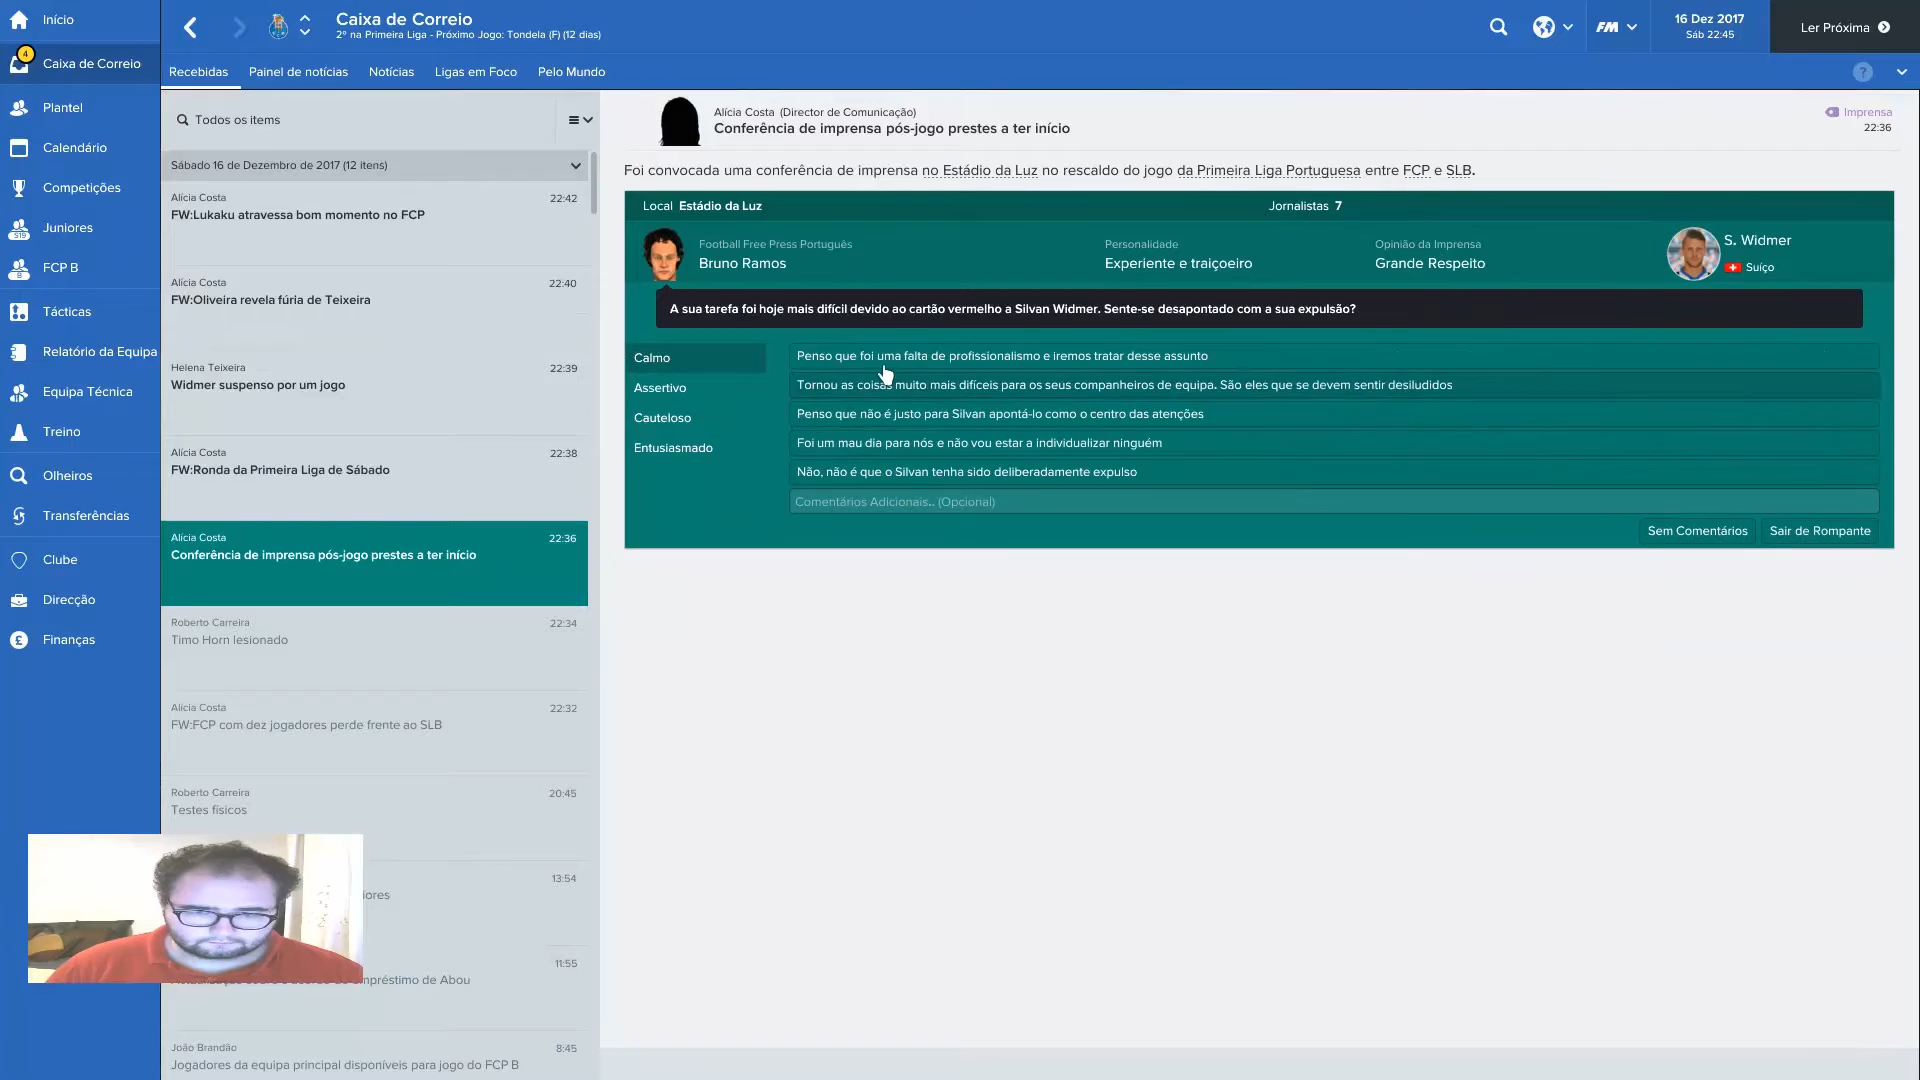 Início
4
Caixa de Correio
Plantel
Calendário
Competições
Juniores
FCP B
Tácticas
Relatório da Equipa
Equipa Técnica
Treino
Olheiros
Transferências
Clube
Direcção
Finanças
Caixa de Correio
2º na Primeira Liga - Próximo Jogo: Tondela (F) (12 dias)
FM
16 Dez 2017
Sáb 22:45
Ler Próxima
Recebidas Painel de notícias Notícias Ligas em Foco Pelo Mundo
?
Todos os items
Sábado 16 de Dezembro de 2017 (12 itens)
Alícia Costa 22:42
FW:Lukaku atravessa bom momento no FCP
Alícia Costa 22:40
FW:Oliveira revela fúria de Teixeira
Helena Teixeira 22:39
Widmer suspenso por um jogo
Alícia Costa 22:38
FW:Ronda da Primeira Liga de Sábado
Alícia Costa 22:36
Conferência de imprensa pós-jogo prestes a ter início
Roberto Carreira 22:34
Timo Horn lesionado
Alícia Costa 22:32
FW:FCP com dez jogadores perde frente ao SLB
Roberto Carreira 20:45
Testes físicos
13:54
iores
11:55
mpréstimo de Abou
João Brandão 8:45
Jogadores da equipa principal disponíveis para jogo do FCP B
Alícia Costa (Director de Comunicação)
Conferência de imprensa pós-jogo prestes a ter início
Imprensa
22:36
Foi convocada uma conferência de imprensa no Estádio da Luz no rescaldo do jogo da Primeira Liga Portuguesa entre FCP e SLB.
Local Estádio da Luz Jornalistas 7
Football Free Press Português
Bruno Ramos
Personalidade
Experiente e traiçoeiro
Opinião da Imprensa
Grande Respeito
S. Widmer
Suíço
A sua tarefa foi hoje mais difícil devido ao cartão vermelho a Silvan Widmer. Sente-se desapontado com a sua expulsão?
Calmo
Assertivo
Cauteloso
Entusiasmado
Penso que foi uma falta de profissionalismo e iremos tratar desse assunto
Tornou as coisas muito mais difíceis para os seus companheiros de equipa. São eles que se devem sentir desiludidos
Penso que não é justo para Silvan apontá-lo como o centro das atenções
Foi um mau dia para nós e não vou estar a individualizar ninguém
Não, não é que o Silvan tenha sido deliberadamente expulso
Comentários Adicionais.. (Opcional)
Sem Comentários Sair de Rompante